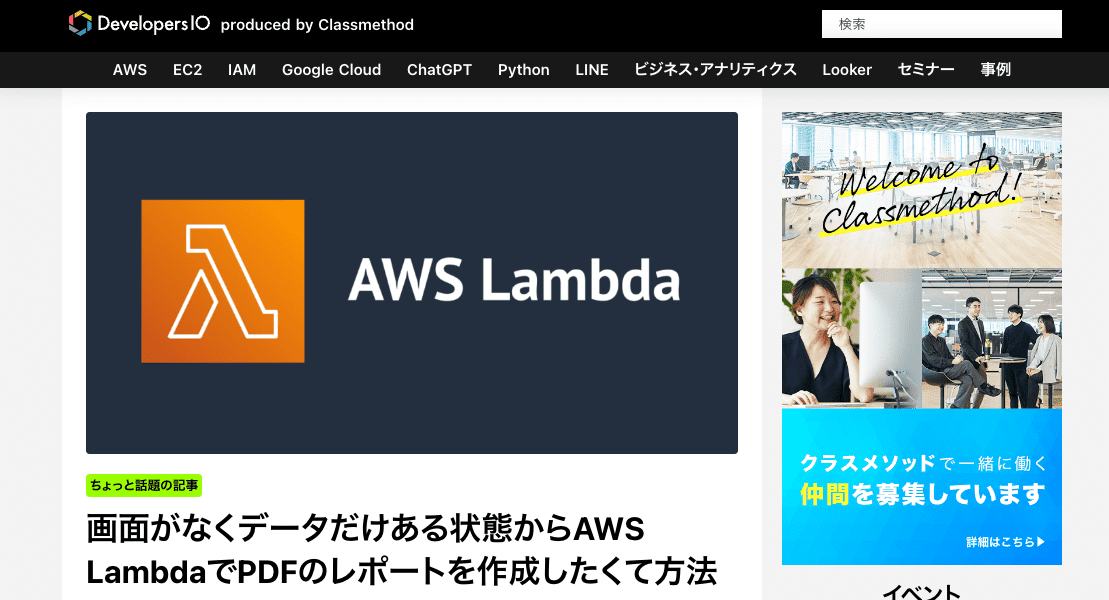 DevelopersIO produced by Classmethod
検索
AWS EC2 IAM Google Cloud ChatGPT Python LINE ビジネス・アナリティクス Looker セミナー 事例
AWS Lambda
ちょっと話題の記事
画面がなくデータだけある状態からAWS
LambdaでPDFのレポートを作成したくて方法
Welcome to
Classmethod!
クラスメソッドで一緒に働く
仲間を募集しています
詳細はこちら▶
イベント